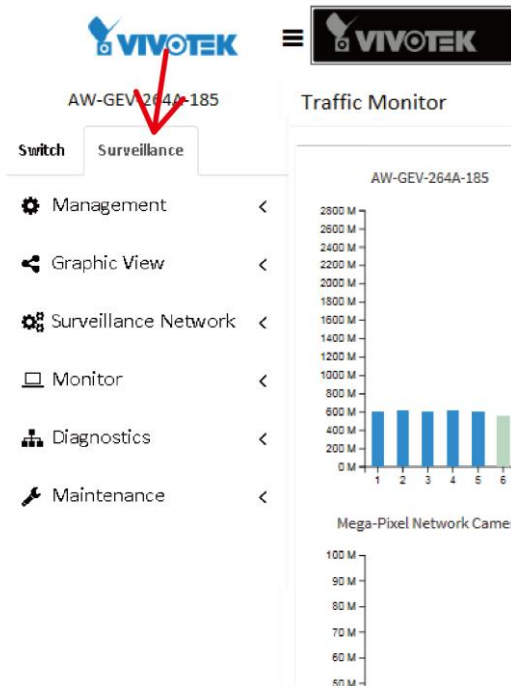 VIVOTEK
VIVOTEK
AW-GEV-264A-185
Traffic Monitor
Switch
Surveillance
Management
Graphic View
Surveillance Network
Monitor
Diagnostics
Maintenance
AW-GEV-264A-185
2800 M
2600 M
2400 M
2200 M
2000 M
1800 M
1600 M
1400 M
1200 M
1000 M
800 M
600 M
400 M
200 M
0 M
1 2 3 4 5 6
Mega-Pixel Network Came
100 M
90 M
80 M
70 M
60 M
50 M